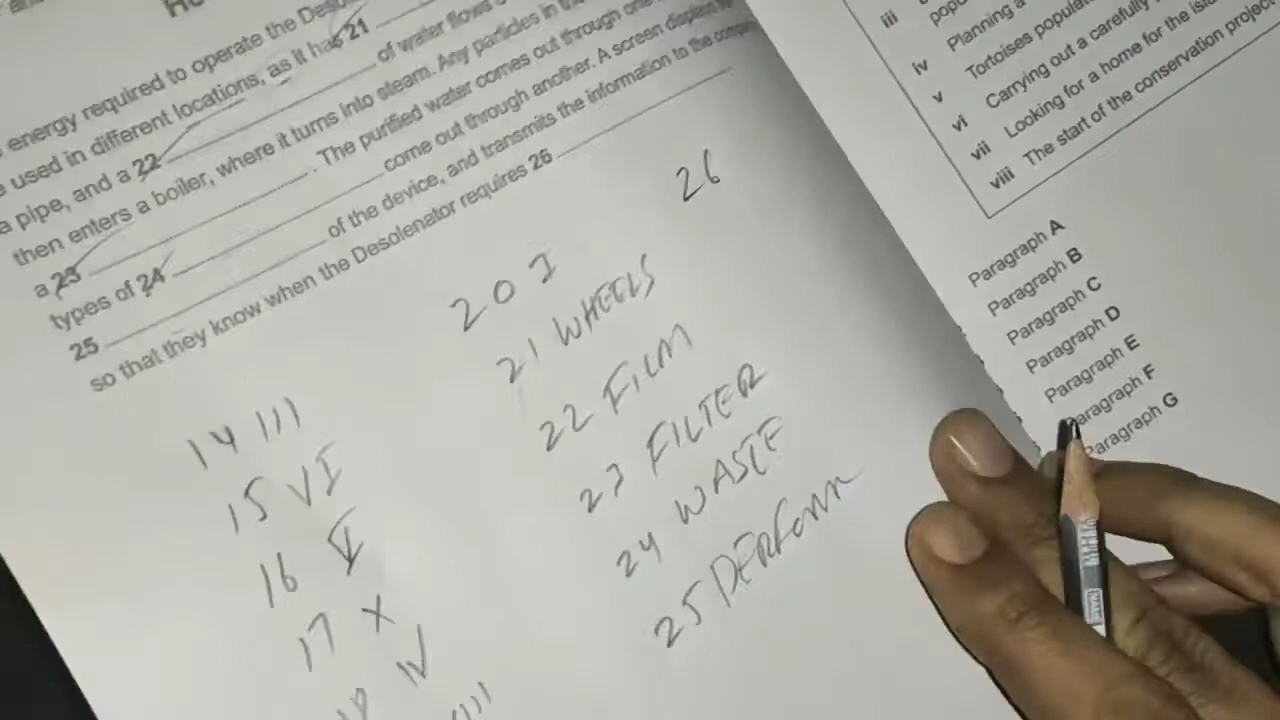 energy required to operate the
used in different locations, as it has 21
a pipe, and a 22 of water flows
then enters a boiler, where it turns into steam. Any particles in the
a 23 . The purified water comes out through one
types of 24 come out through another. A screen displays
25 of the device, and transmits the information to the
so that they know when the Desolenator requires 26
26
20 I
21 WHEELS
22 FILM
23 FILTER
24 WASTE
25 PERFORM
14 III
15 VI
16 V
17 X
IV
iii
iv Planning a
v Tortoises
vi Carrying out a carefully
vii Looking for a home for the
viii The start of the conservation project
Paragraph A
Paragraph B
Paragraph C
Paragraph D
Paragraph E
Paragraph F
Paragraph G